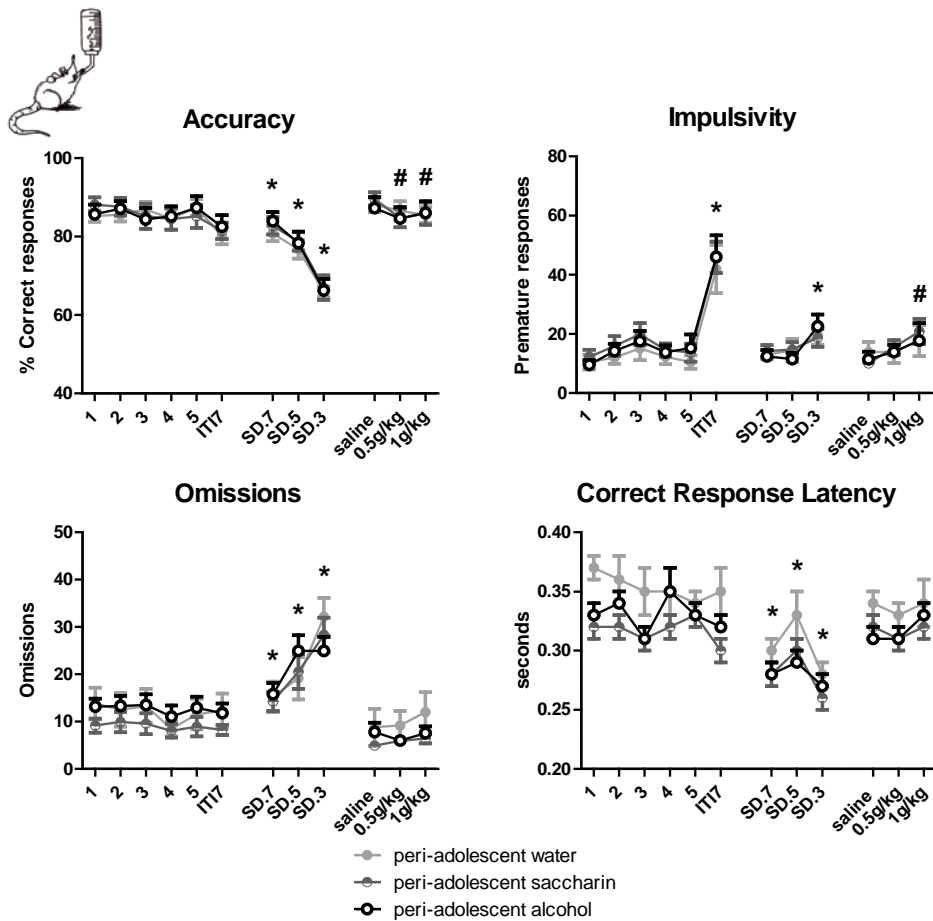 Accuracy
% Correct responses
100
80
60
40
* * *
# #
1 2 3 4 5 ITI7 SD.7 SD.5 SD.3 saline 0.5g/kg 1g/kg
Impulsivity
Premature responses
80
60
40
20
0
* * #
1 2 3 4 5 ITI7 SD.7 SD.5 SD.3 saline 0.5g/kg 1g/kg
Omissions
Omissions
50
40
30
20
10
0
* * *
1 2 3 4 5 ITI7 SD.7 SD.5 SD.3 saline 0.5g/kg 1g/kg
Correct Response Latency
seconds
0.40
0.35
0.30
0.25
0.20
* * *
1 2 3 4 5 ITI7 SD.7 SD.5 SD.3 saline 0.5g/kg 1g/kg
peri-adolescent water
peri-adolescent saccharin
peri-adolescent alcohol